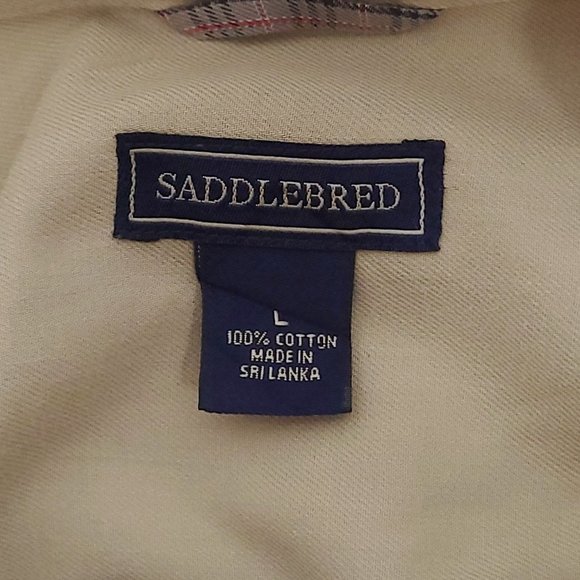 SADDLEBRED
L
100% COTTON
MADE IN
SRI LANKA